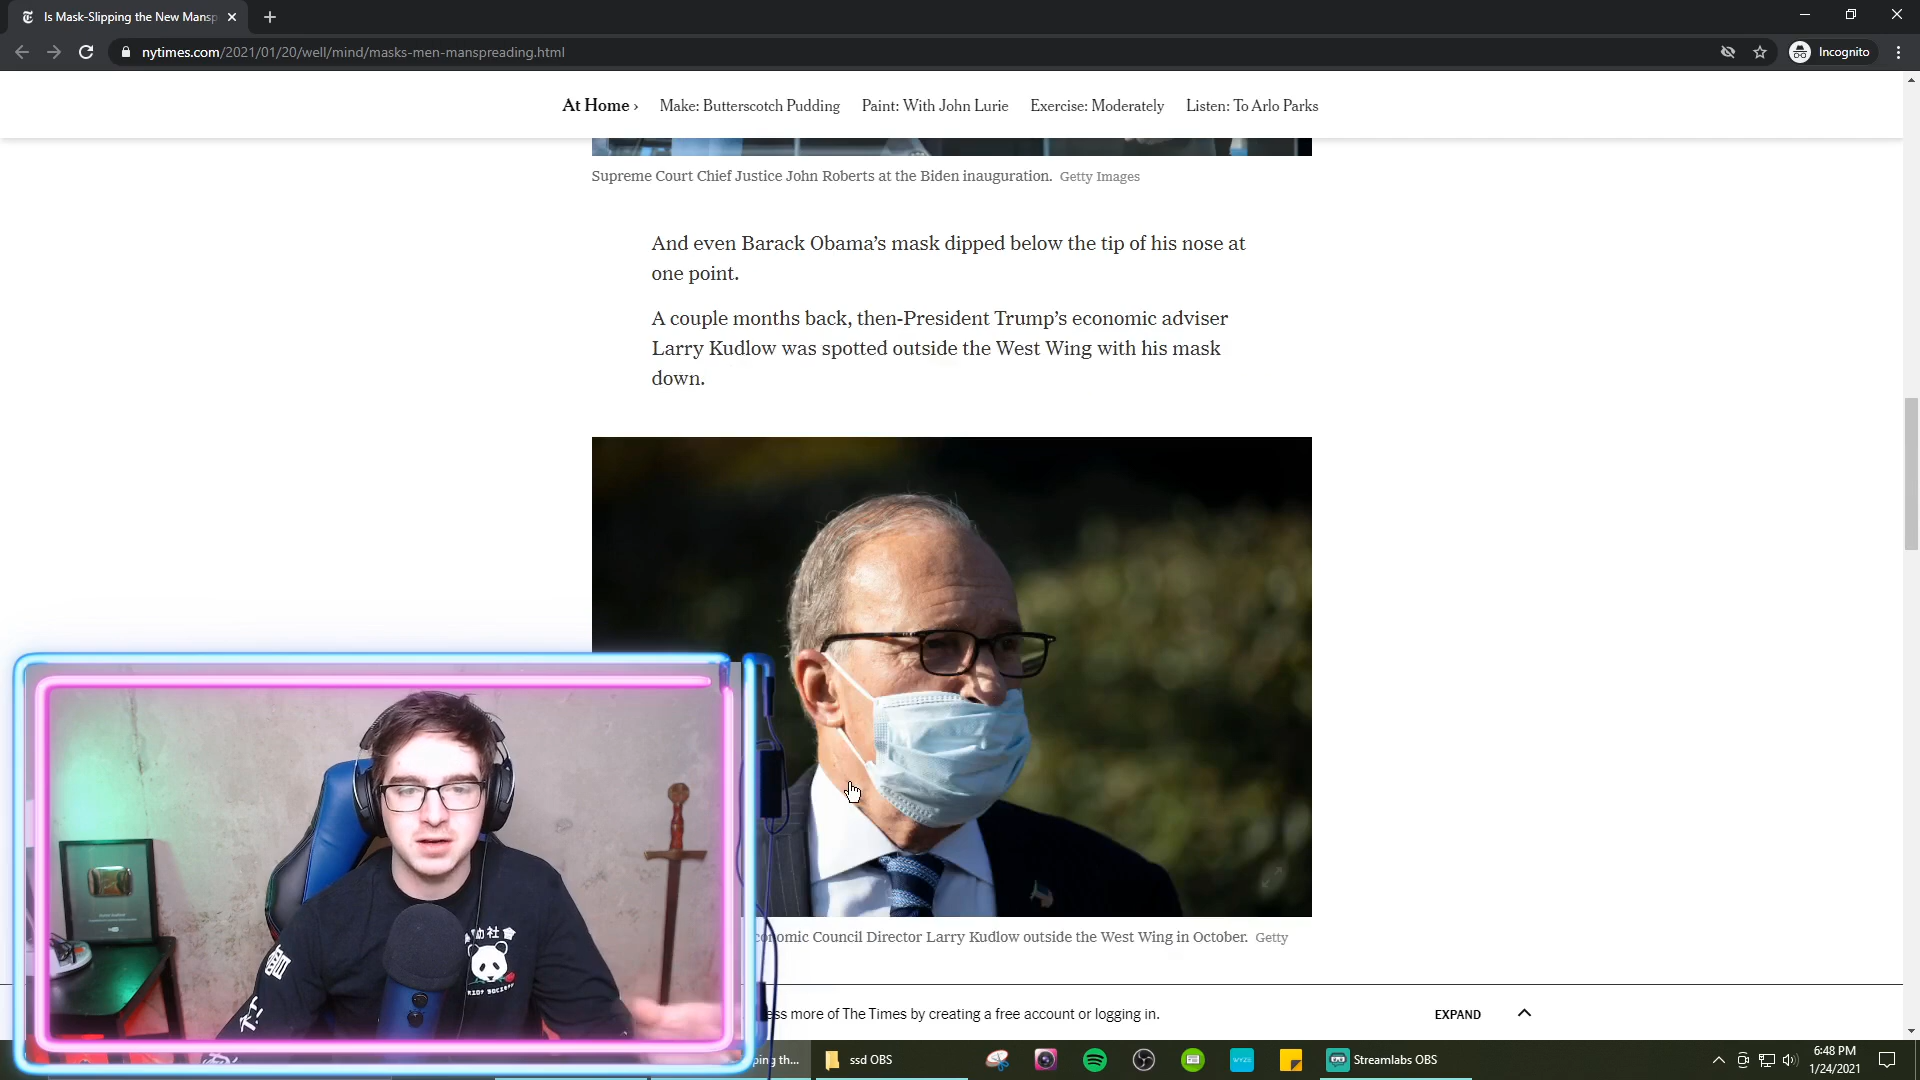 Is Mask-Slipping the New Mansp
nytimes.com/2021/01/20/well/mind/masks-men-manspreading.html
Incognito
At Home › Make: Butterscotch Pudding Paint: With John Lurie Exercise: Moderately Listen: To Arlo Parks
Supreme Court Chief Justice John Roberts at the Biden inauguration. Getty Images
And even Barack Obama’s mask dipped below the tip of his nose at
one point.
A couple months back, then-President Trump’s economic adviser
Larry Kudlow was spotted outside the West Wing with his mask
down.
onomic Council Director Larry Kudlow outside the West Wing in October. Getty
ess more of The Times by creating a free account or logging in.
EXPAND
ping th...
ssd OBS
WYZE
Streamlabs OBS
6:48 PM
1/24/2021